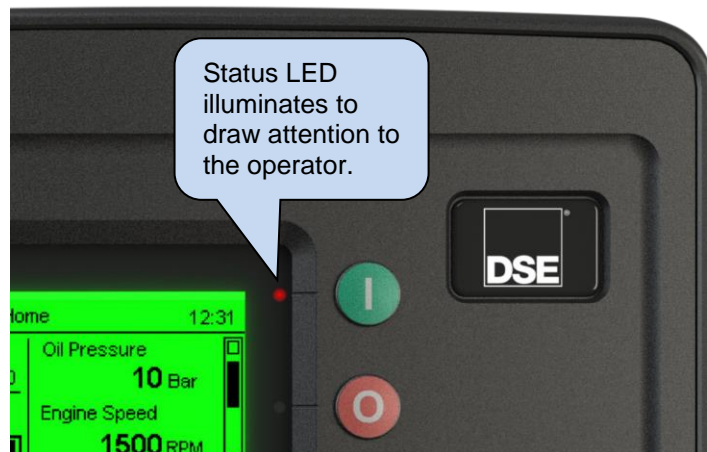 Status LED
illuminates to
draw attention to
the operator.
DSE
Home 12:31
Oil Pressure
10 Bar
Engine Speed
1500 RPM
I
O